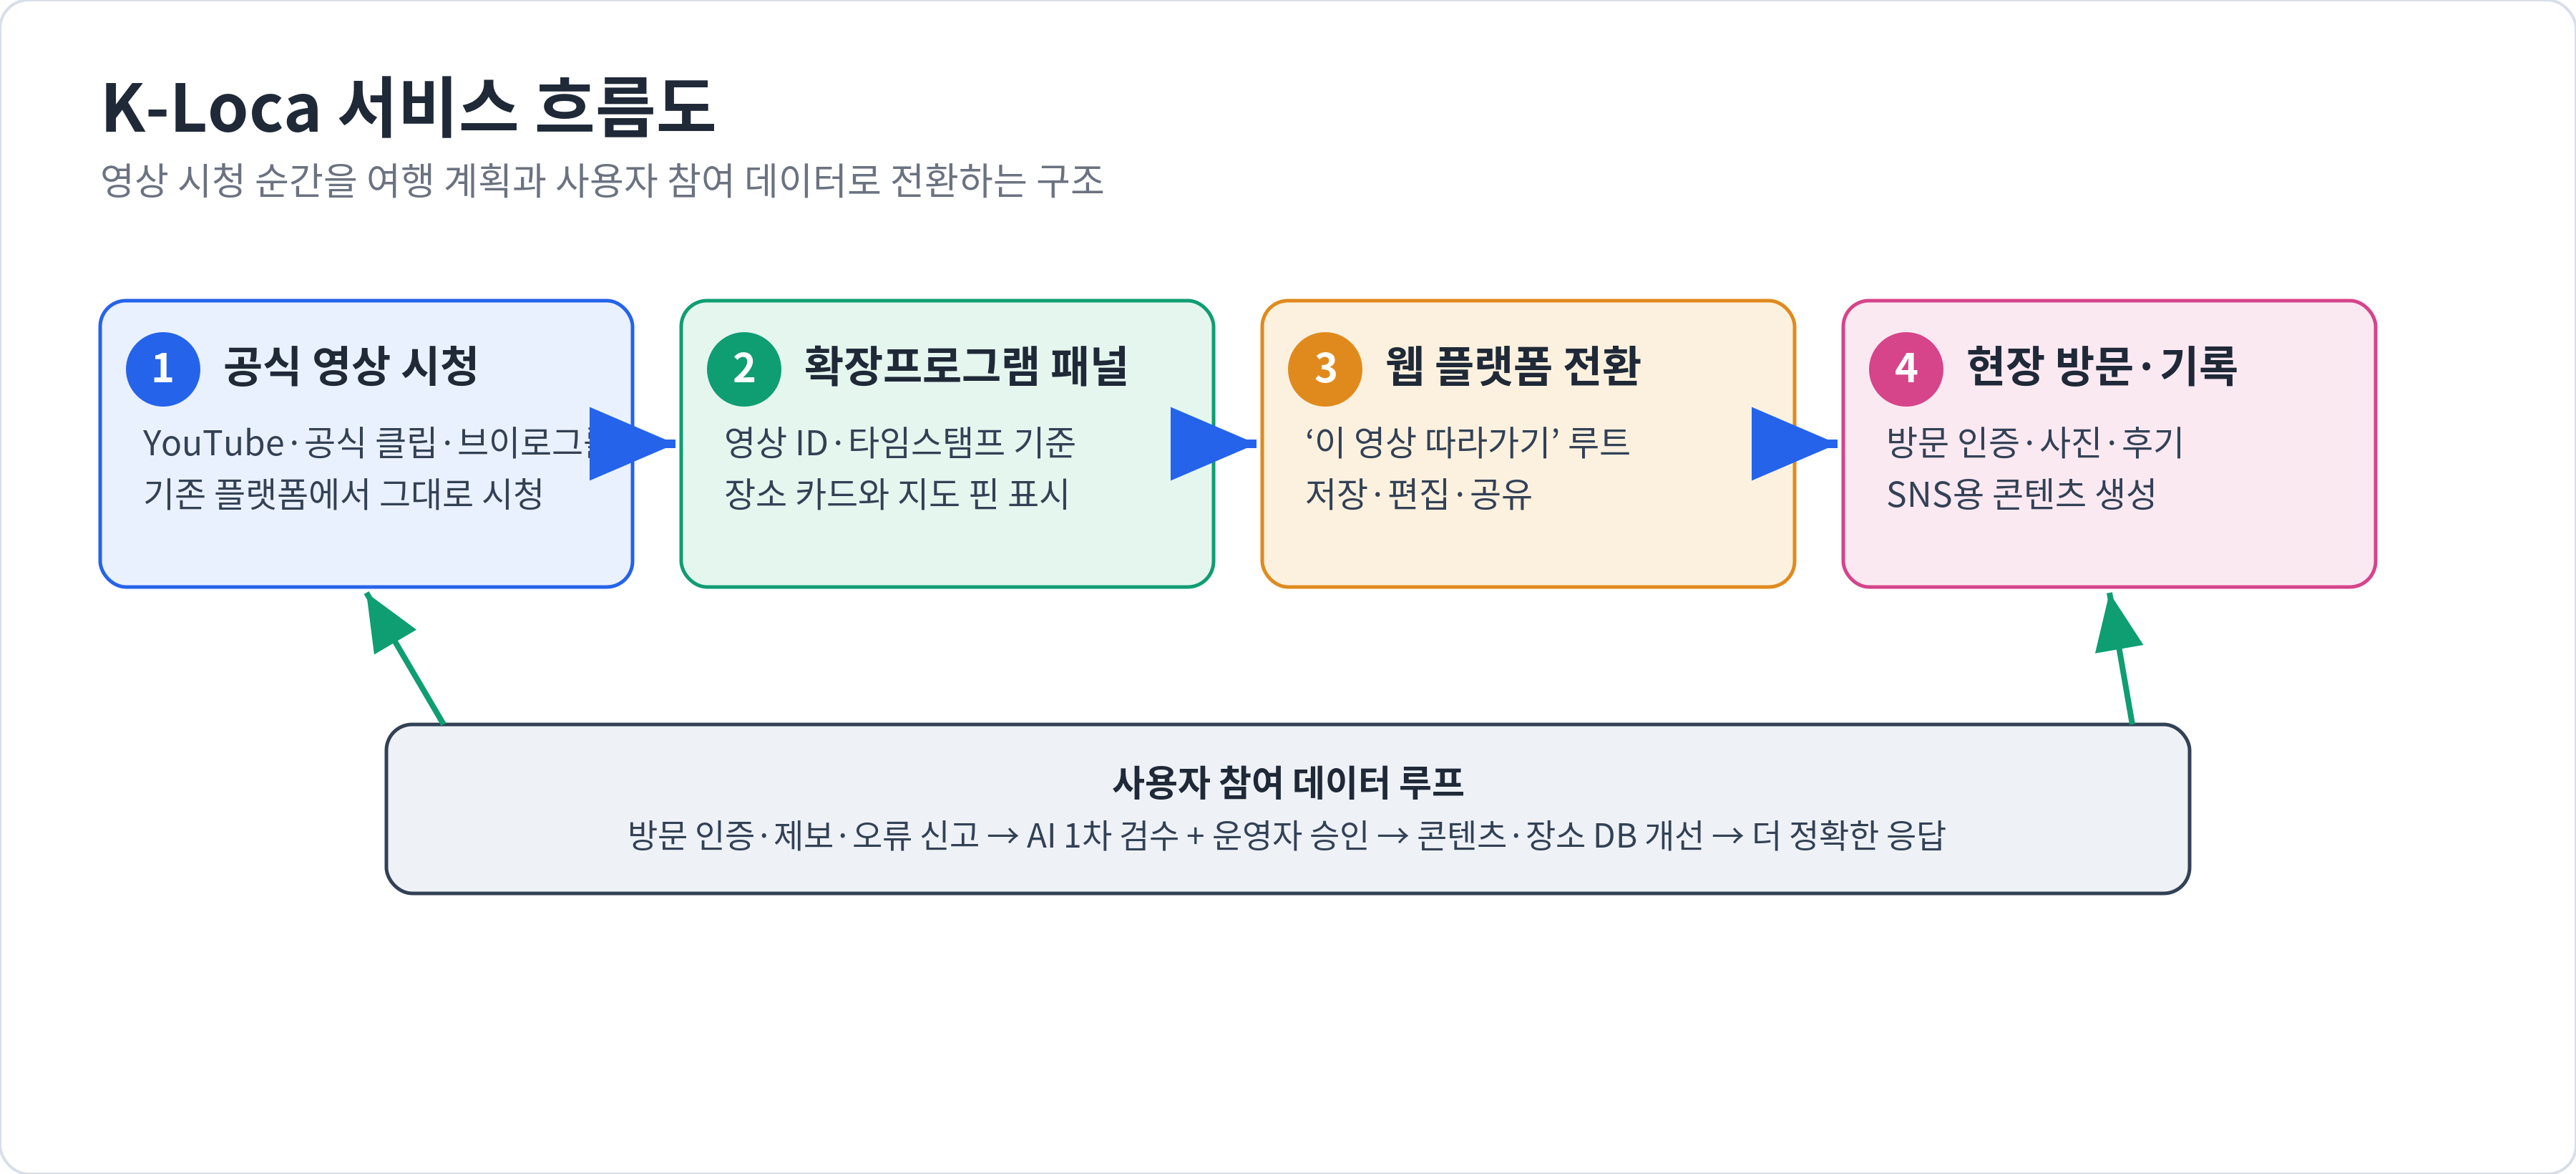 K-Loca 서비스 흐름도
영상 시청 순간을 여행 계획과 사용자 참여 데이터로 전환하는 구조
1 공식 영상 시청
YouTube·공식 클립·브이로그
기존 플랫폼에서 그대로 시청
2 확장프로그램 패널
영상 ID·타임스탬프 기준
장소 카드와 지도 핀 표시
3 웹 플랫폼 전환
‘이 영상 따라가기’ 루트
저장·편집·공유
4 현장 방문·기록
방문 인증·사진·후기
SNS용 콘텐츠 생성
사용자 참여 데이터 루프
방문 인증·제보·오류 신고 → AI 1차 검수 + 운영자 승인 → 콘텐츠·장소 DB 개선 → 더 정확한 응답